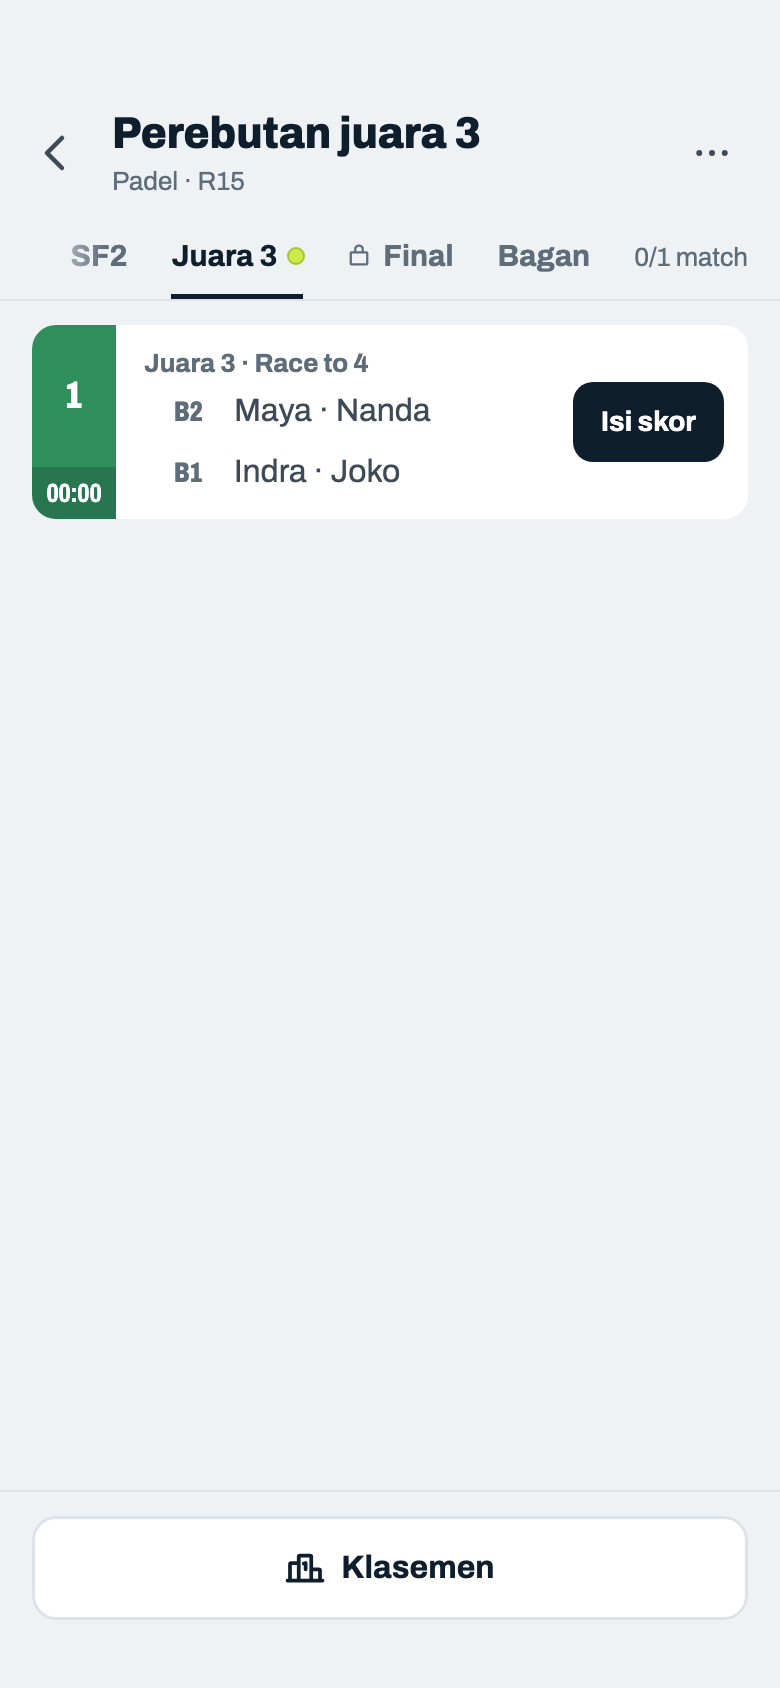 Perebutan juara 3
Padel · R15
SF2 Juara 3 Final Bagan 0/1 match
1
00:00
Juara 3 · Race to 4
B2 Maya · Nanda
B1 Indra · Joko
Isi skor
Klasemen